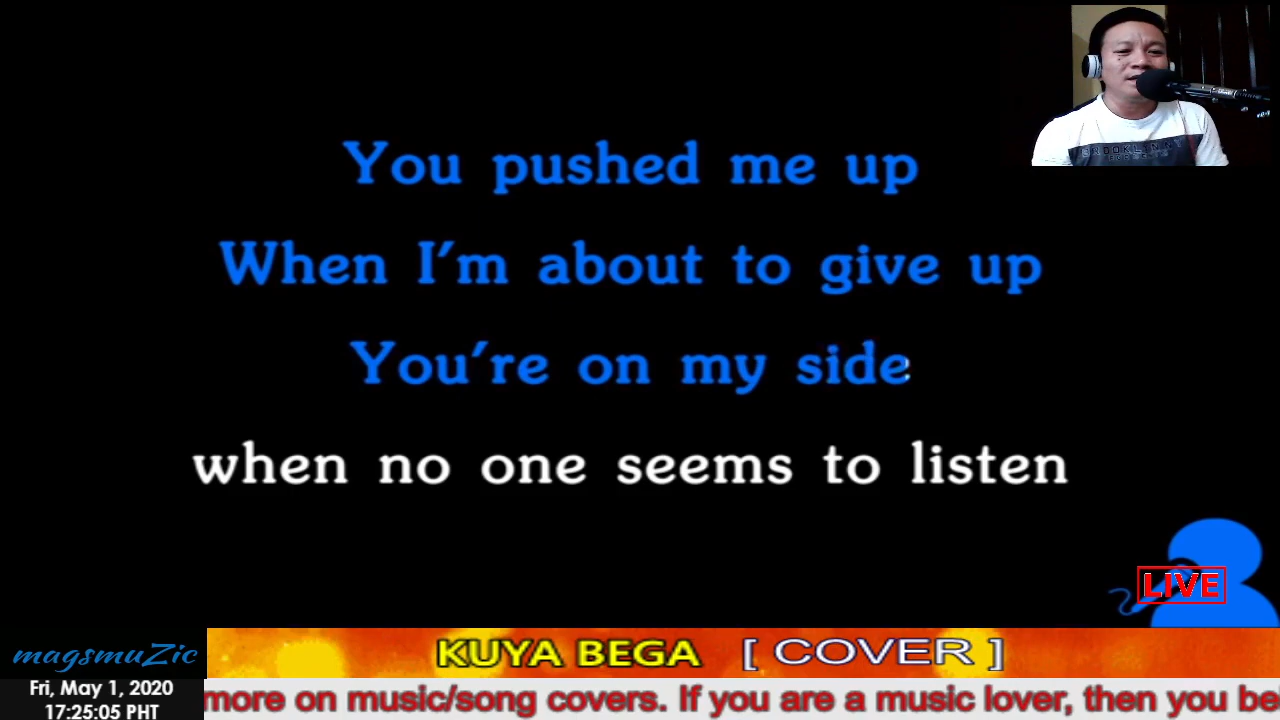 You pushed me up
When I'm about to give up
You're on my side
when no one seems to listen
BROOKLYN NY
LIVE
KUYA BEGA [ COVER ]
magsmuZic
Fri, May 1, 2020
17:25:05 PHT
more on music/song covers. If you are a music lover, then you be